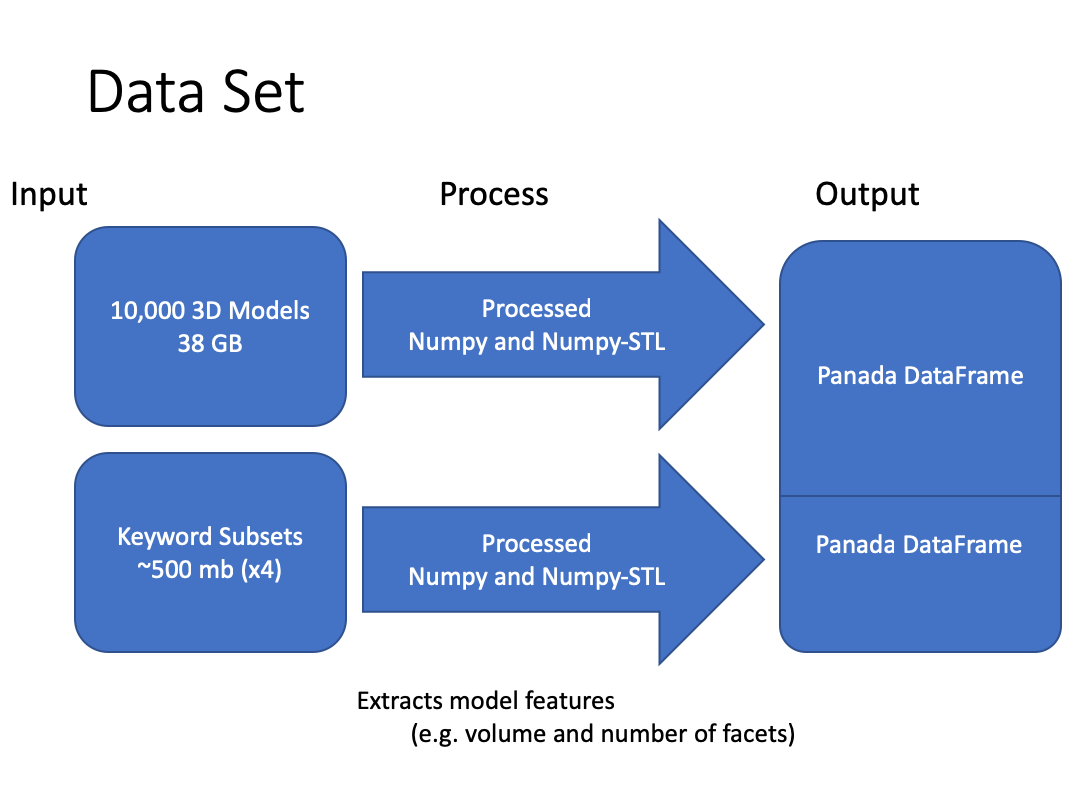 Data Set
Input
Process
Output
10,000 3D Models
38 GB
Processed
Numpy and Numpy-STL
Panada DataFrame
Keyword Subsets
~500 mb (x4)
Processed
Numpy and Numpy-STL
Panada DataFrame
Extracts model features
(e.g. volume and number of facets)